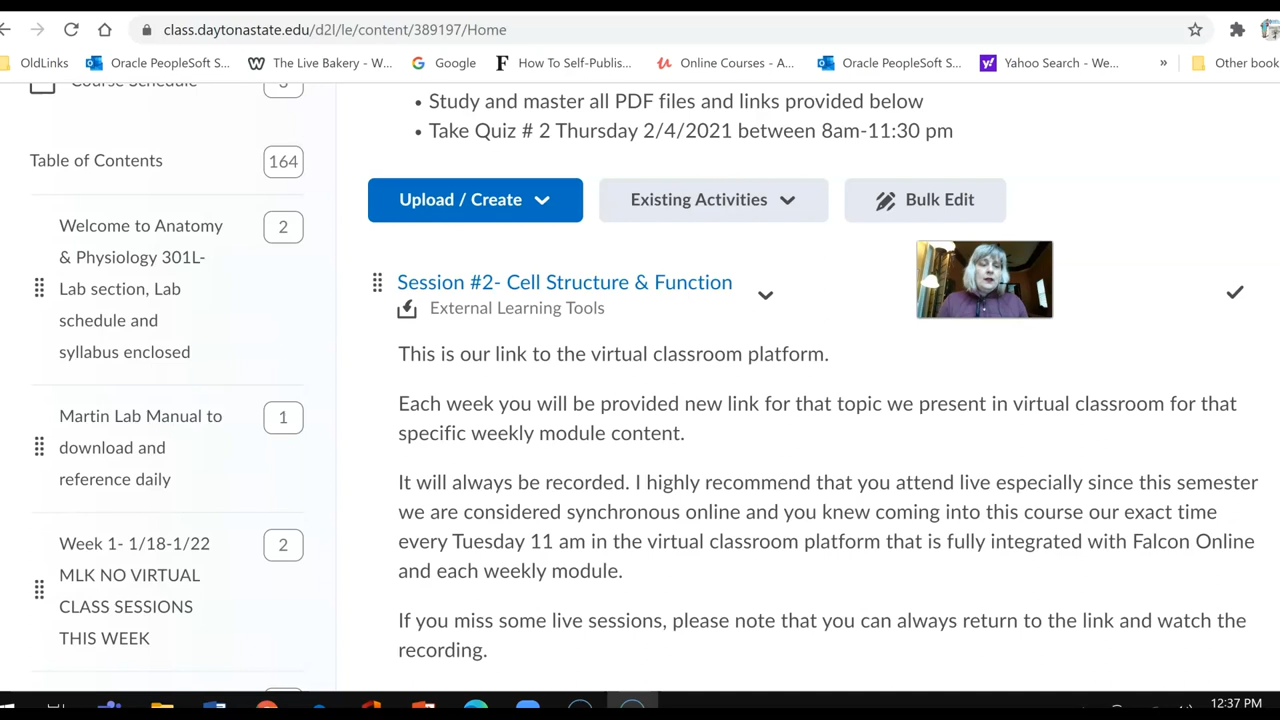 class.daytonastate.edu/d2l/le/content/389197/Home
OldLinks
Oracle PeopleSoft S...
The Live Bakery - W...
Google
How To Self-Publis...
Online Courses - A...
Oracle PeopleSoft S...
Yahoo Search - We...
»
Other book
Course Schedule
3
Table of Contents
164
Welcome to Anatomy
& Physiology 301L-
Lab section, Lab
schedule and
syllabus enclosed
2
Martin Lab Manual to
download and
reference daily
1
Week 1- 1/18-1/22
MLK NO VIRTUAL
CLASS SESSIONS
THIS WEEK
2
• Study and master all PDF files and links provided below
• Take Quiz # 2 Thursday 2/4/2021 between 8am-11:30 pm
Upload / Create
Existing Activities
Bulk Edit
Session #2- Cell Structure & Function
External Learning Tools
This is our link to the virtual classroom platform.
Each week you will be provided new link for that topic we present in virtual classroom for that
specific weekly module content.
It will always be recorded. I highly recommend that you attend live especially since this semester
we are considered synchronous online and you knew coming into this course our exact time
every Tuesday 11 am in the virtual classroom platform that is fully integrated with Falcon Online
and each weekly module.
If you miss some live sessions, please note that you can always return to the link and watch the
recording.
12:37 PM